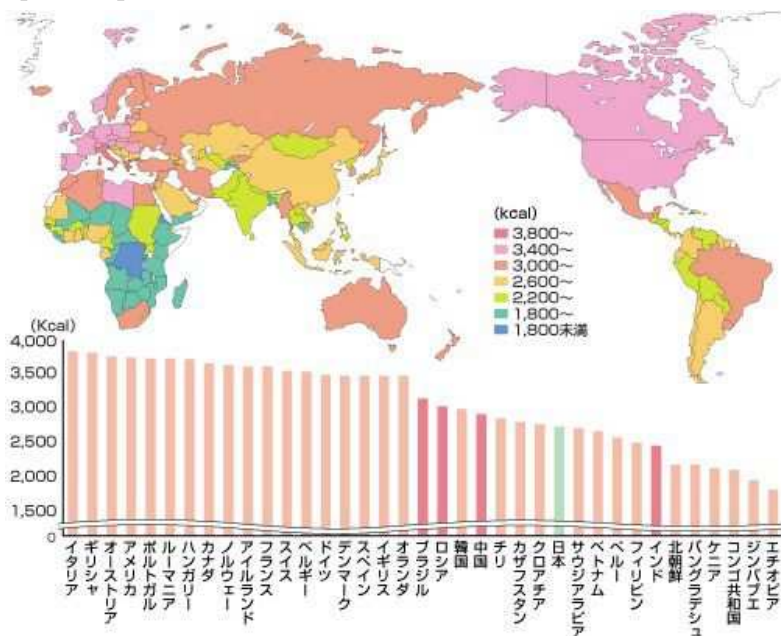 (kcal)
3,800〜
3,400〜
3,000〜
2,600〜
2,200〜
1,800〜
1,800未満
(Kcal)
4,000
3,500
3,000
2,500
2,000
1,500
0
イタリア
ギリシャ
オーストリア
アメリカ
ポルトガル
ルーマニア
ハンガリー
カナダ
ノルウェー
アイルランド
フランス
スイス
ベルギー
ドイツ
デンマーク
スペイン
イギリス
オランダ
ブラジル
ロシア
韓国
中国
チリ
カザフスタン
クロアチア
日本
サウジアラビア
ベトナム
ペルー
フィリピン
インド
北朝鮮
バングラデシュ
ケニア
コンゴ共和国
ジンバブエ
エチオピア